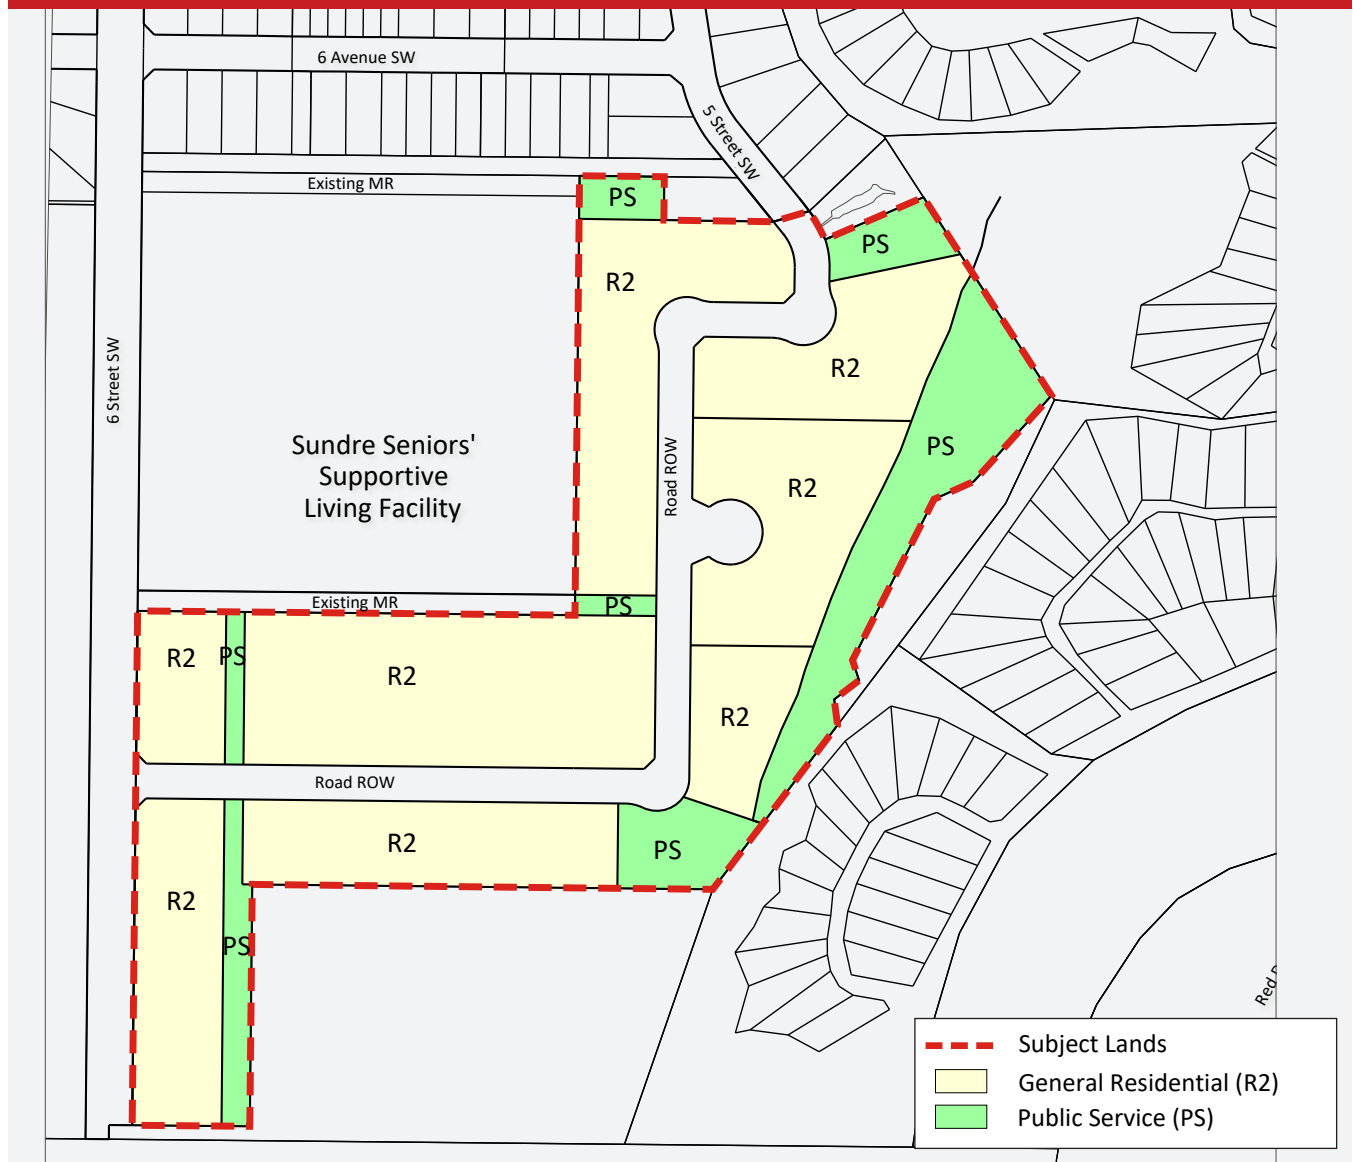 6 Avenue SW
5 Street SW
Existing MR
PS
PS
R2
6 Street SW
R2
Sundre Seniors'
Supportive
Living Facility
PS
Road ROW
R2
Existing MR
PS
R2
PS
R2
R2
Road ROW
R2
PS
R2
PS
Red
Subject Lands
General Residential (R2)
Public Service (PS)